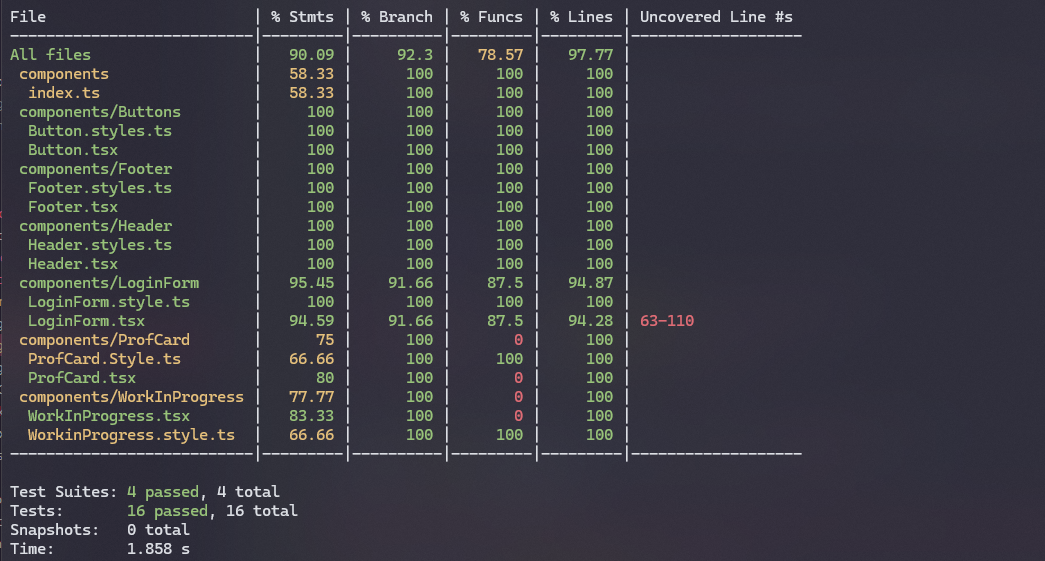 File | % Stmts | % Branch | % Funcs | % Lines | Uncovered Line #s
---------------------------|---------|----------|---------|---------|-------------------
All files | 90.09 | 92.3 | 78.57 | 97.77 |
components | 58.33 | 100 | 100 | 100 |
index.ts | 58.33 | 100 | 100 | 100 |
components/Buttons | 100 | 100 | 100 | 100 |
Button.styles.ts | 100 | 100 | 100 | 100 |
Button.tsx | 100 | 100 | 100 | 100 |
components/Footer | 100 | 100 | 100 | 100 |
Footer.styles.ts | 100 | 100 | 100 | 100 |
Footer.tsx | 100 | 100 | 100 | 100 |
components/Header | 100 | 100 | 100 | 100 |
Header.styles.ts | 100 | 100 | 100 | 100 |
Header.tsx | 100 | 100 | 100 | 100 |
components/LoginForm | 95.45 | 91.66 | 87.5 | 94.87 |
LoginForm.style.ts | 100 | 100 | 100 | 100 |
LoginForm.tsx | 94.59 | 91.66 | 87.5 | 94.28 | 63-110
components/ProfCard | 75 | 100 | 0 | 100 |
ProfCard.Style.ts | 66.66 | 100 | 100 | 100 |
ProfCard.tsx | 80 | 100 | 0 | 100 |
components/WorkInProgress | 77.77 | 100 | 0 | 100 |
WorkInProgress.tsx | 83.33 | 100 | 0 | 100 |
WorkinProgress.style.ts | 66.66 | 100 | 100 | 100 |
---------------------------|---------|----------|---------|---------|-------------------
Test Suites: 4 passed, 4 total
Tests: 16 passed, 16 total
Snapshots: 0 total
Time: 1.858 s